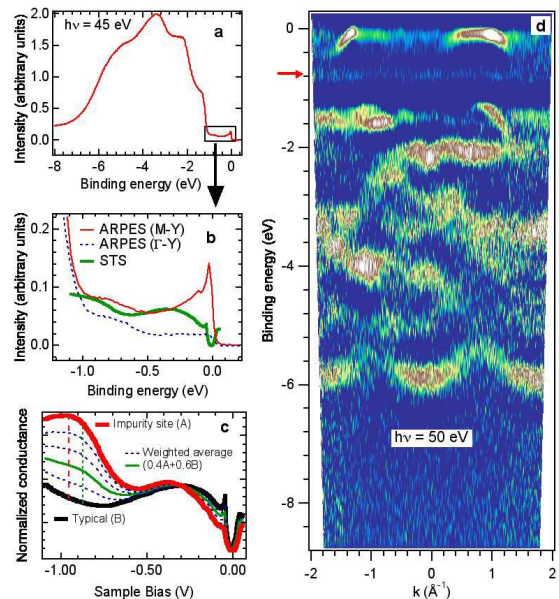 a
hν = 45 eV
Intensity (arbitrary units)
2.0
1.5
1.0
0.5
0.0
-8
-6
-4
-2
0
Binding energy (eV)
b
ARPES (M-Y)
ARPES (Γ-Y)
STS
Intensity (arbitrary units)
0.2
0.1
0.0
-1.0
-0.5
0.0
Binding energy (eV)
c
Impurity site (A)
Weighted average
(0.4A+0.6B)
Typical (B)
Normalized conductance
-1.00
-0.50
0.00
Sample Bias (V)
d
Binding energy (eV)
0
-2
-4
-6
-8
hν = 50 eV
-2
-1
0
1
2
k (Å⁻¹)